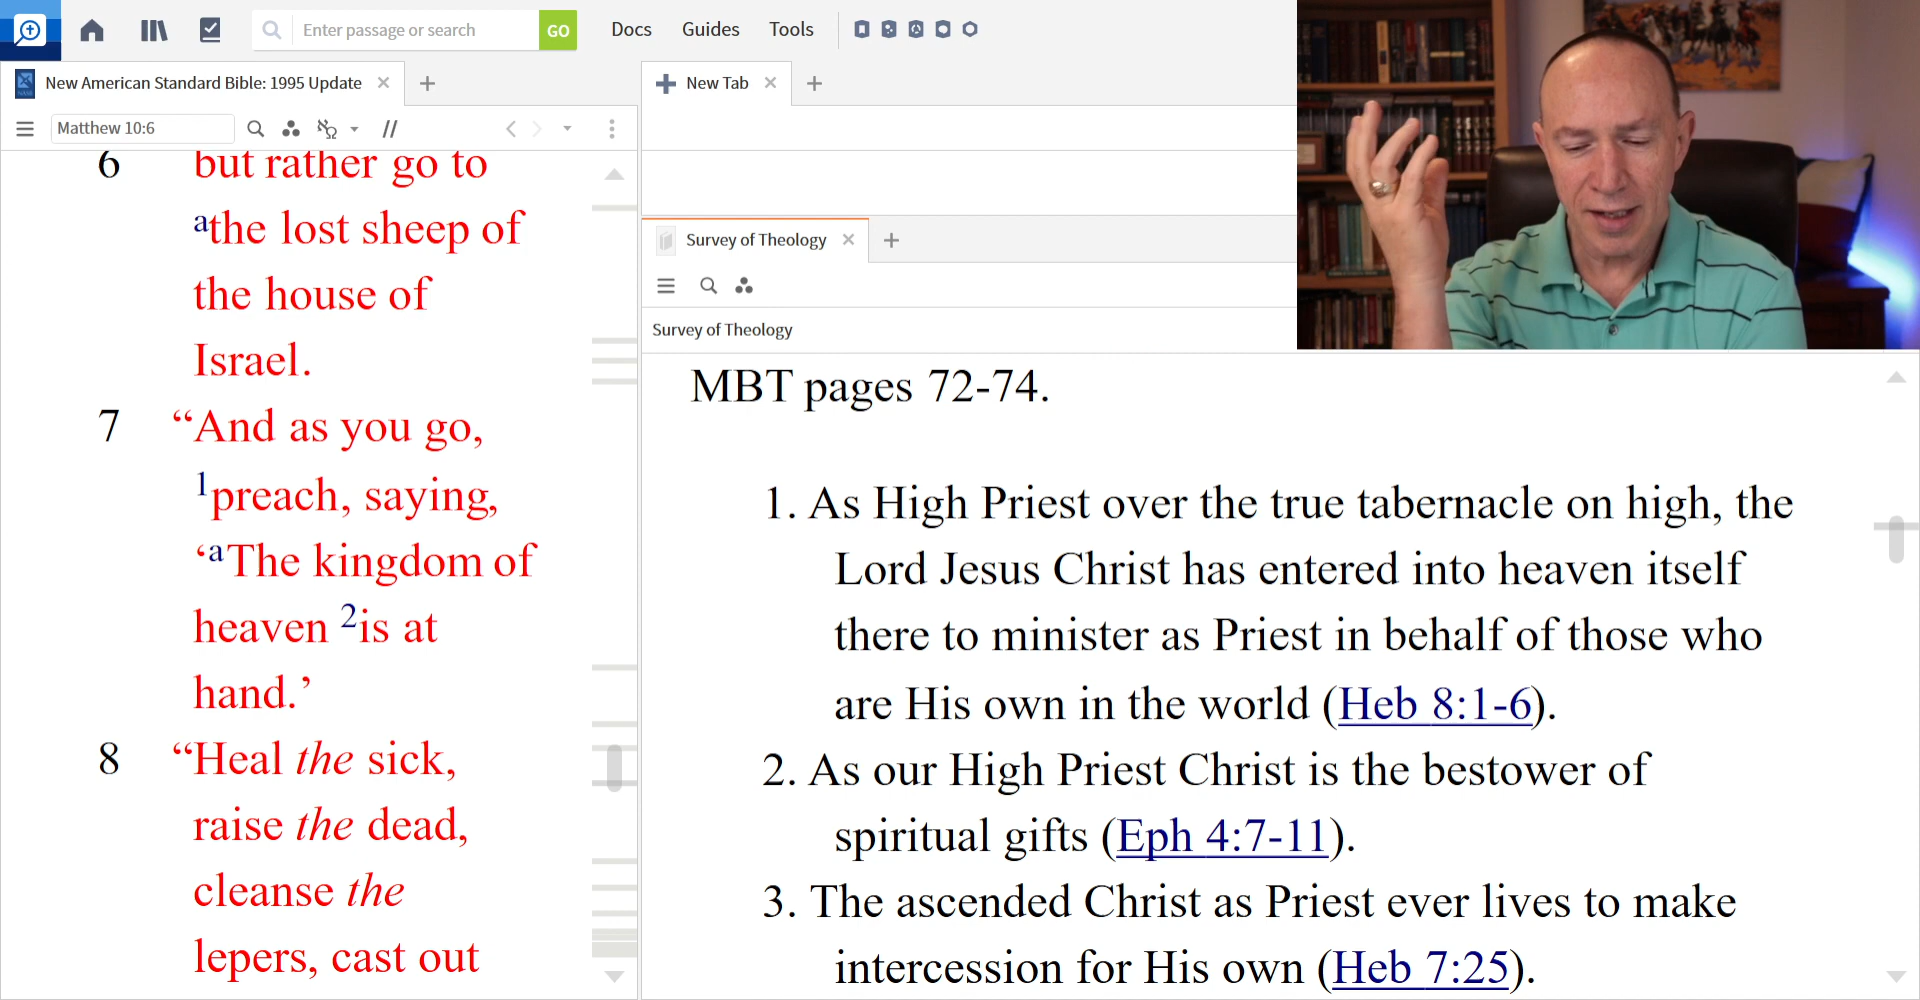 Enter passage or search
GO
Docs
Guides
Tools
New American Standard Bible: 1995 Update
Matthew 10:6
6 but rather go to
ᵃthe lost sheep of
the house of
Israel.
7 “And as you go,
¹preach, saying,
‘ᵃThe kingdom of
heaven ²is at
hand.’
8 “Heal the sick,
raise the dead,
cleanse the
lepers, cast out
New Tab
Survey of Theology
Survey of Theology
MBT pages 72-74.
1. As High Priest over the true tabernacle on high, the
Lord Jesus Christ has entered into heaven itself
there to minister as Priest in behalf of those who
are His own in the world (Heb 8:1-6).
2. As our High Priest Christ is the bestower of
spiritual gifts (Eph 4:7-11).
3. The ascended Christ as Priest ever lives to make
intercession for His own (Heb 7:25).